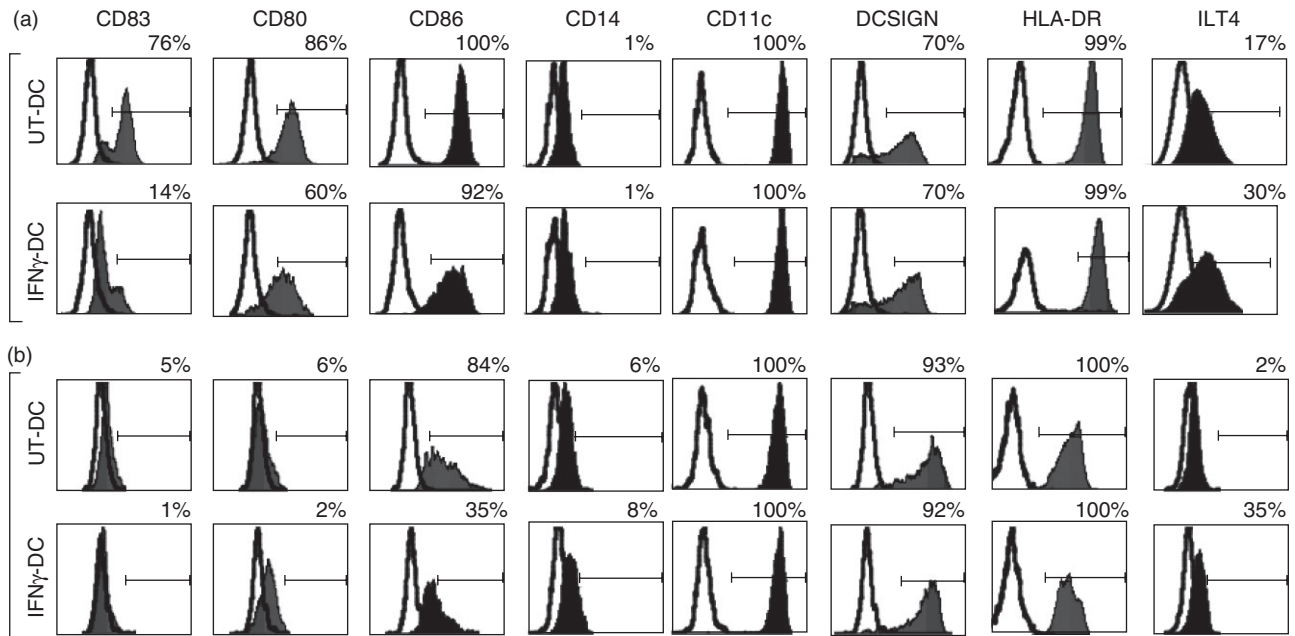 (a) CD83 CD80 CD86 CD14 CD11c DCSIGN HLA-DR ILT4
76% 86% 100% 1% 100% 70% 99% 17%
UT-DC
14% 60% 92% 1% 100% 70% 99% 30%
IFNγ-DC
(b) 5% 6% 84% 6% 100% 93% 100% 2%
UT-DC
1% 2% 35% 8% 100% 92% 100% 35%
IFNγ-DC